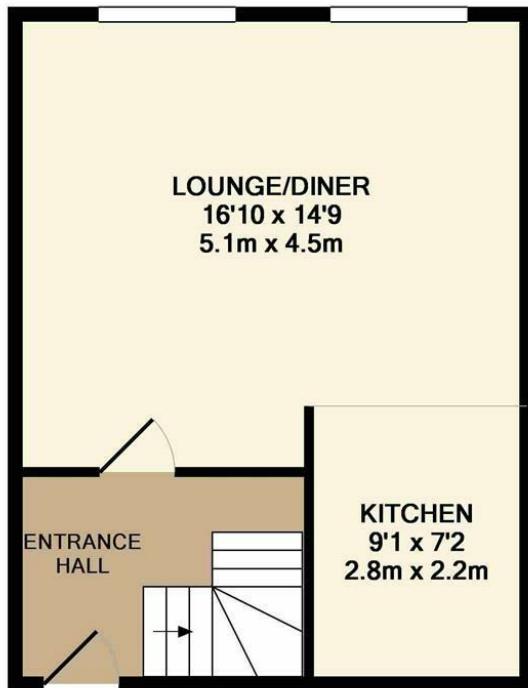 LOUNGE/DINER
16'10 x 14'9
5.1m x 4.5m
KITCHEN
9'1 x 7'2
2.8m x 2.2m
ENTRANCE
HALL